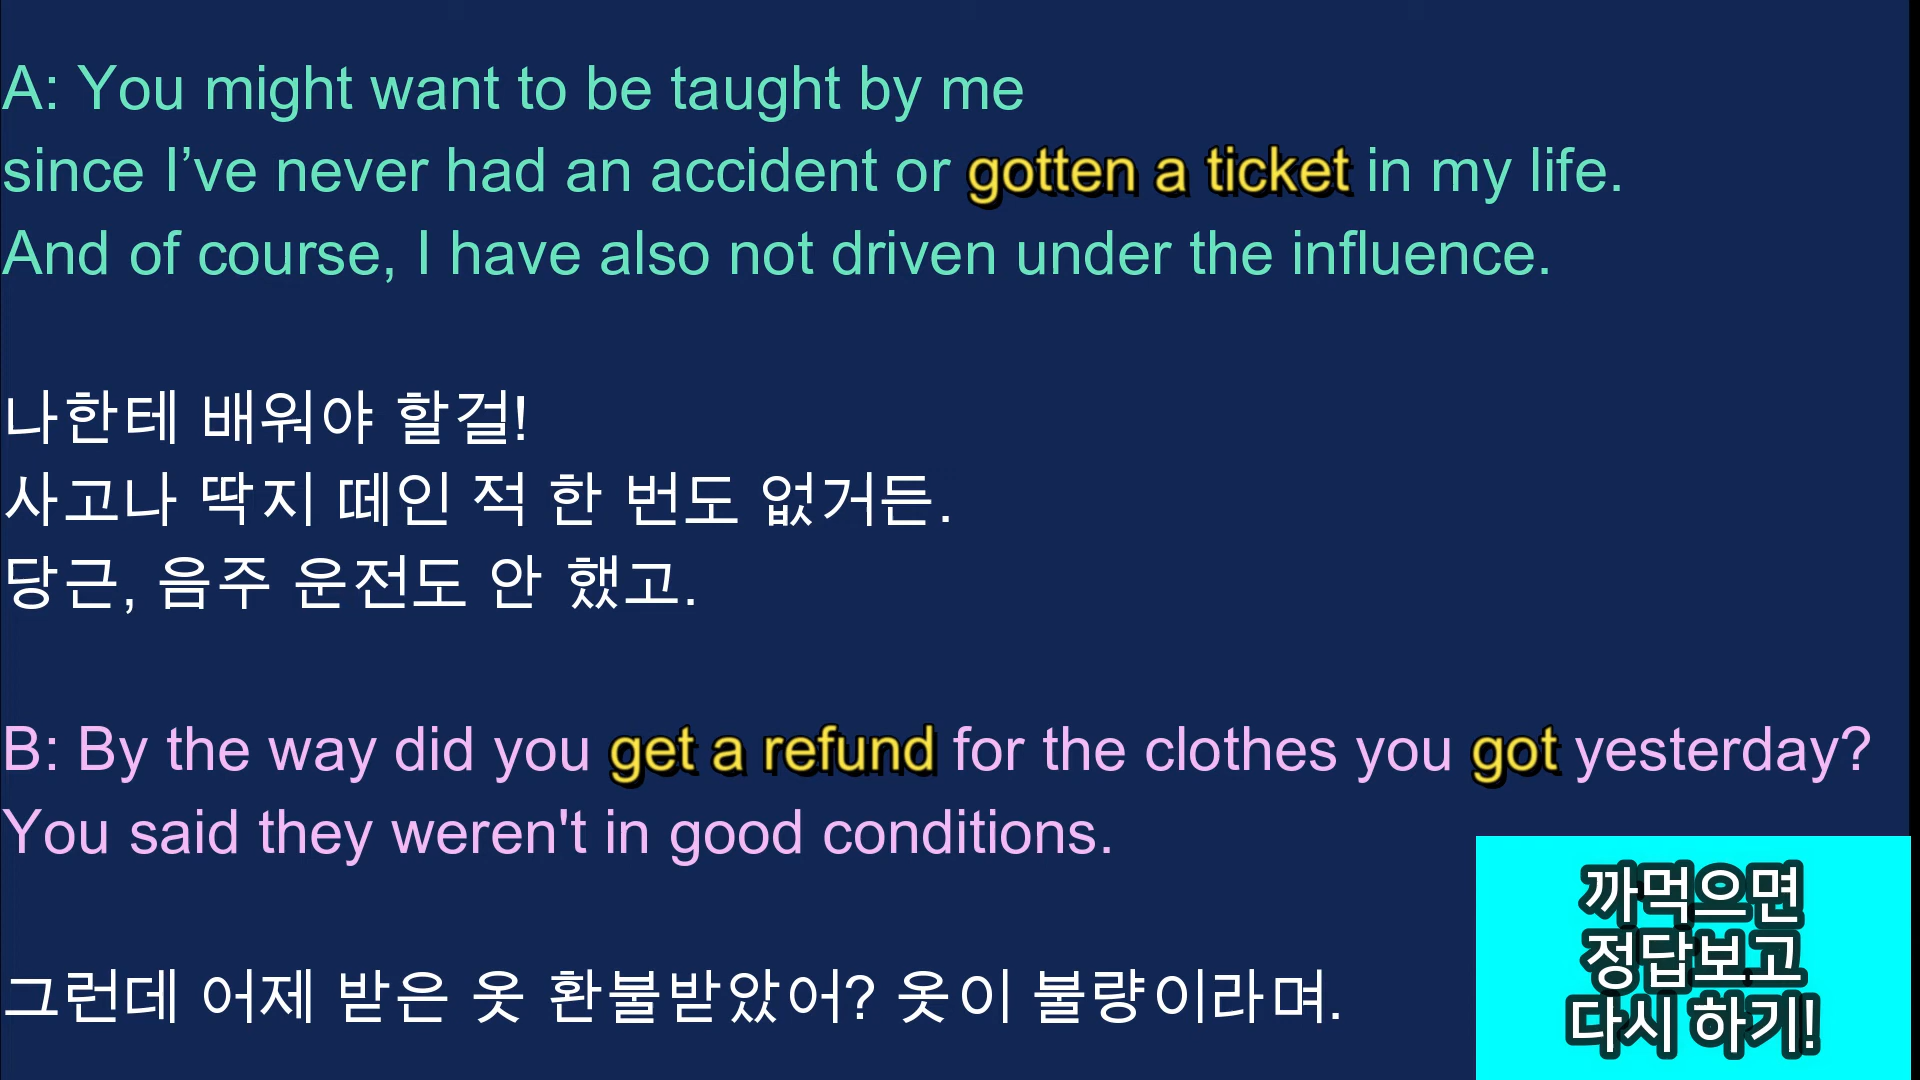 A: You might want to be taught by me
since I’ve never had an accident or gotten a ticket in my life.
And of course, I have also not driven under the influence.
나한테 배워야 할걸!
사고나 딱지 떼인 적 한 번도 없거든.
당근, 음주 운전도 안 했고.
B: By the way did you get a refund for the clothes you got yesterday?
You said they weren't in good conditions.
그런데 어제 받은 옷 환불받았어? 옷이 불량이라며.
까먹으면
정답보고
다시 하기!